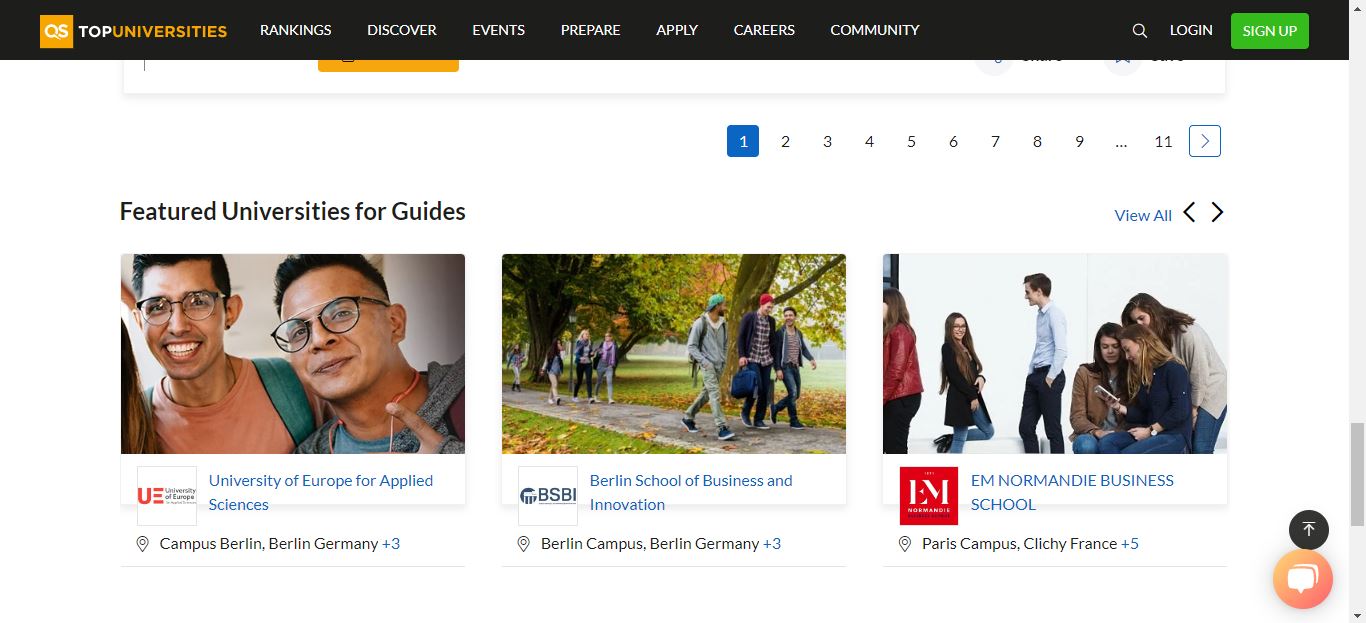 QS TOPUNIVERSITIES RANKINGS DISCOVER EVENTS PREPARE APPLY CAREERS COMMUNITY LOGIN SIGN UP
1 2 3 4 5 6 7 8 9 ... 11
Featured Universities for Guides
View All
UE University of Europe
University of Europe for Applied
Sciences
Campus Berlin, Berlin Germany +3
BSBI
Berlin School of Business and
Innovation
Berlin Campus, Berlin Germany +3
EM
NORMANDIE
EM NORMANDIE BUSINESS
SCHOOL
Paris Campus, Clichy France +5